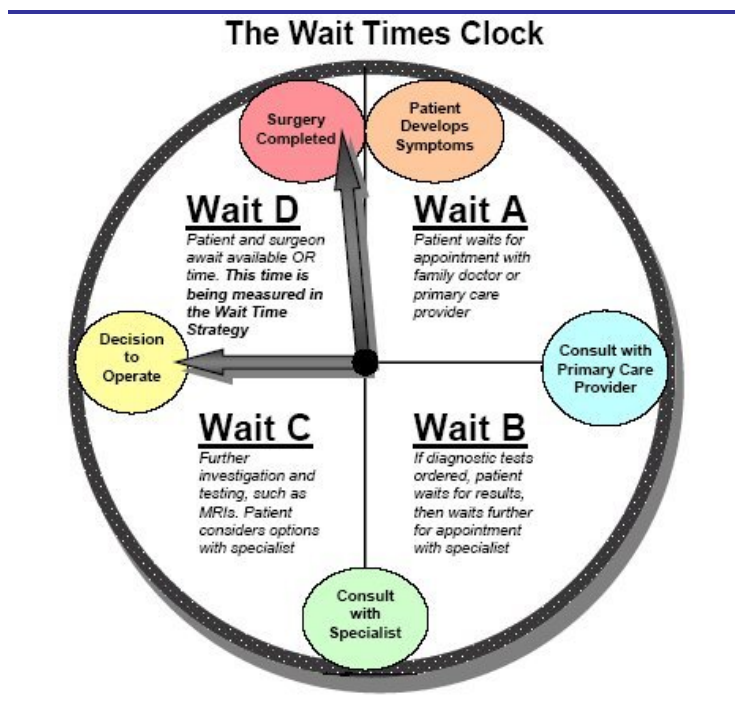 The Wait Times Clock
Surgery
Completed
Patient
Develops
Symptoms
Wait D
Patient and surgeon
await available OR
time. This time is
being measured in
the Wait Time
Strategy
Wait A
Patient waits for
appointment with
family doctor or
primary care
provider
Decision
to
Operate
Consult with
Primary Care
Provider
Wait C
Further
investigation and
testing, such as
MRIs. Patient
considers options
with specialist
Wait B
If diagnostic tests
ordered, patient
waits for results,
then waits further
for appointment
with specialist
Consult
with
Specialist